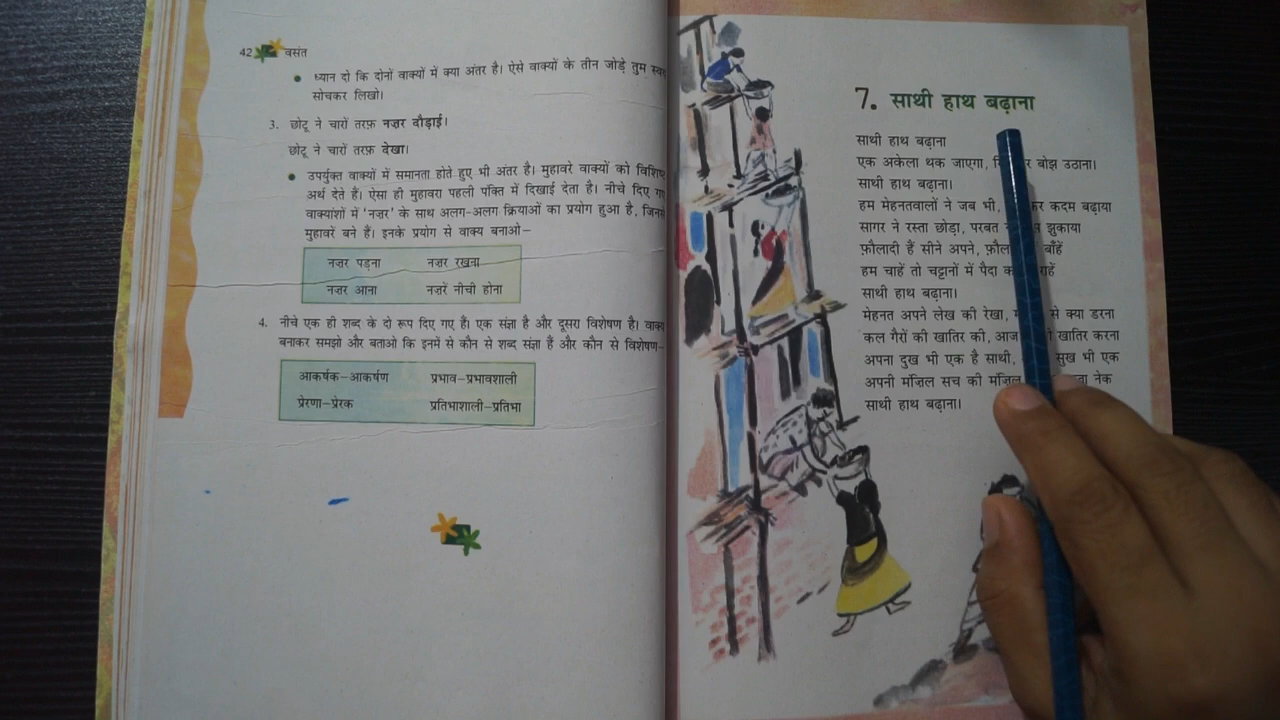 42 वसंत
ध्यान दो कि दोनों वाक्यों में क्या अंतर है। ऐसे वाक्यों के तीन जोड़े तुम
सोचकर लिखो।
3. छोटू ने चारों तरफ़ नज़र दौड़ाई।
छोटू ने चारों तरफ़ देखा।
उपर्युक्त वाक्यों में समानता होते हुए भी अंतर है। मुहावरे वाक्यों को
अर्थ देते हैं। ऐसा ही मुहावरा पहली पंक्ति में दिखाई देता है। नीचे दिए
वाक्यांशों में 'नज़र' के साथ अलग-अलग क्रियाओं का प्रयोग हुआ है,
मुहावरे बने हैं। इनके प्रयोग से वाक्य बनाओ–
नज़र पड़ना नज़र रखना
नज़र आना नज़रें नीची होना
4. नीचे एक ही शब्द के दो रूप दिए गए हैं। एक संज्ञा है और दूसरा विशेषण है।
बनाकर समझो और बताओ कि इनमें से कौन से शब्द संज्ञा हैं और कौन से विशेषण–
आकर्षक–आकर्षण प्रभाव–प्रभावशाली
प्रेरणा–प्रेरक प्रतिभाशाली–प्रतिभा
7. साथी हाथ बढ़ाना
साथी हाथ बढ़ाना
एक अकेला थक जाएगा, बोझ उठाना।
साथी हाथ बढ़ाना।
हम मेहनतवालों ने जब भी, कदम बढ़ाया
सागर ने रस्ता छोड़ा, परबत झुकाया
फ़ौलादी हैं सीने अपने, बाँहें
हम चाहें तो चट्टानों में पैदा
साथी हाथ बढ़ाना।
मेहनत अपने लेख की रेखा, से क्या डरना
कल गैरों की खातिर की, आज खातिर करना
अपना दुख भी एक है साथी, सुख भी एक
अपनी मंज़िल सच की मंज़िल नेक
साथी हाथ बढ़ाना।